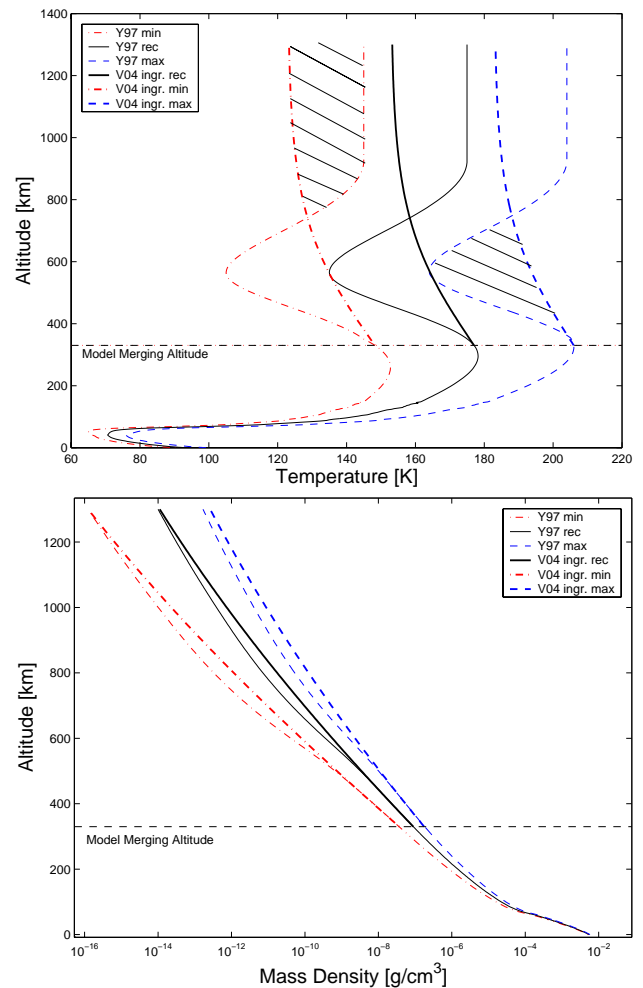 1400
1200
1000
800
600
400
200
0
60
80
100
120
140
160
180
200
220
Altitude [km]
Temperature [K]
Y97 min
Y97 rec
Y97 max
V04 ingr. rec
V04 ingr. min
V04 ingr. max
Model Merging Altitude
1200
1000
800
600
400
200
0
10^-16
10^-14
10^-12
10^-10
10^-8
10^-6
10^-4
10^-2
Altitude [km]
Mass Density [g/cm³]
Y97 min
Y97 rec
Y97 max
V04 ingr. rec
V04 ingr. min
V04 ingr. max
Model Merging Altitude